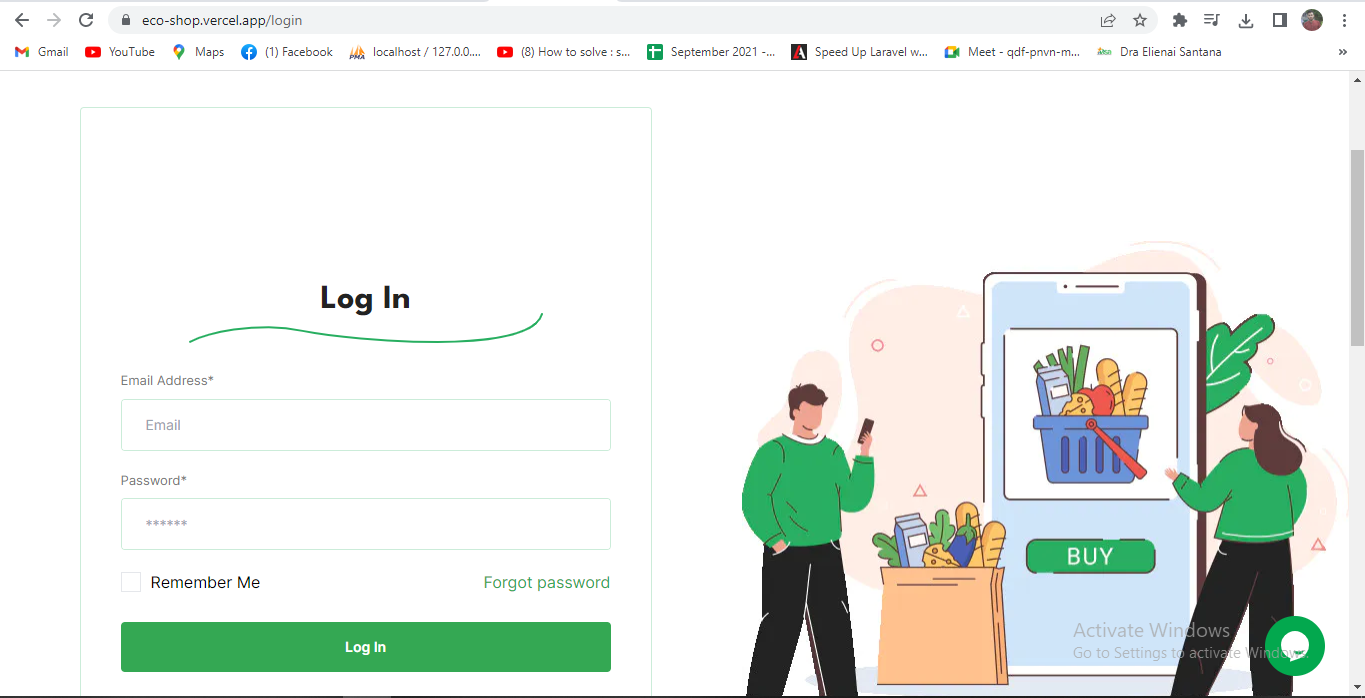 eco-shop.vercel.app/login
Gmail YouTube Maps (1) Facebook localhost / 127.0.0.... (8) How to solve : s... September 2021 -... Speed Up Laravel w... Meet - qdf-pnvn-m... Dra Elienai Santana »
Log In
Email Address*
Email
Password*
******
Remember Me Forgot password
Log In
BUY
Activate Windows
Go to Settings to activate Windows.